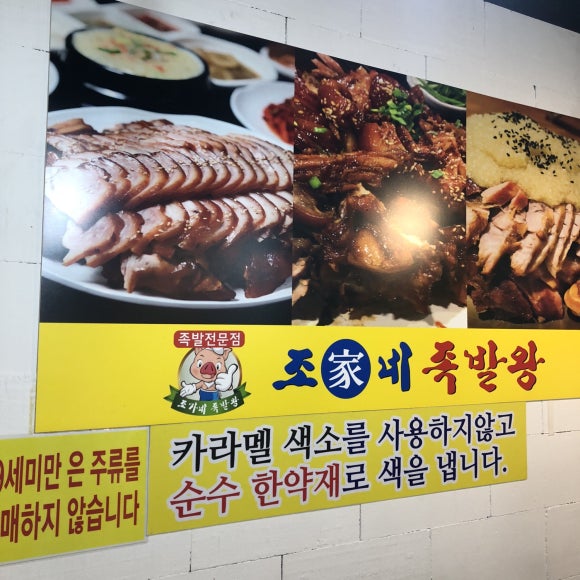 족발전문점
조가네 족발왕
조家네 족발왕
카라멜 색소를 사용하지않고
순수 한약재로 색을 냅니다.
9세미만 은 주류를
매하지 않습니다